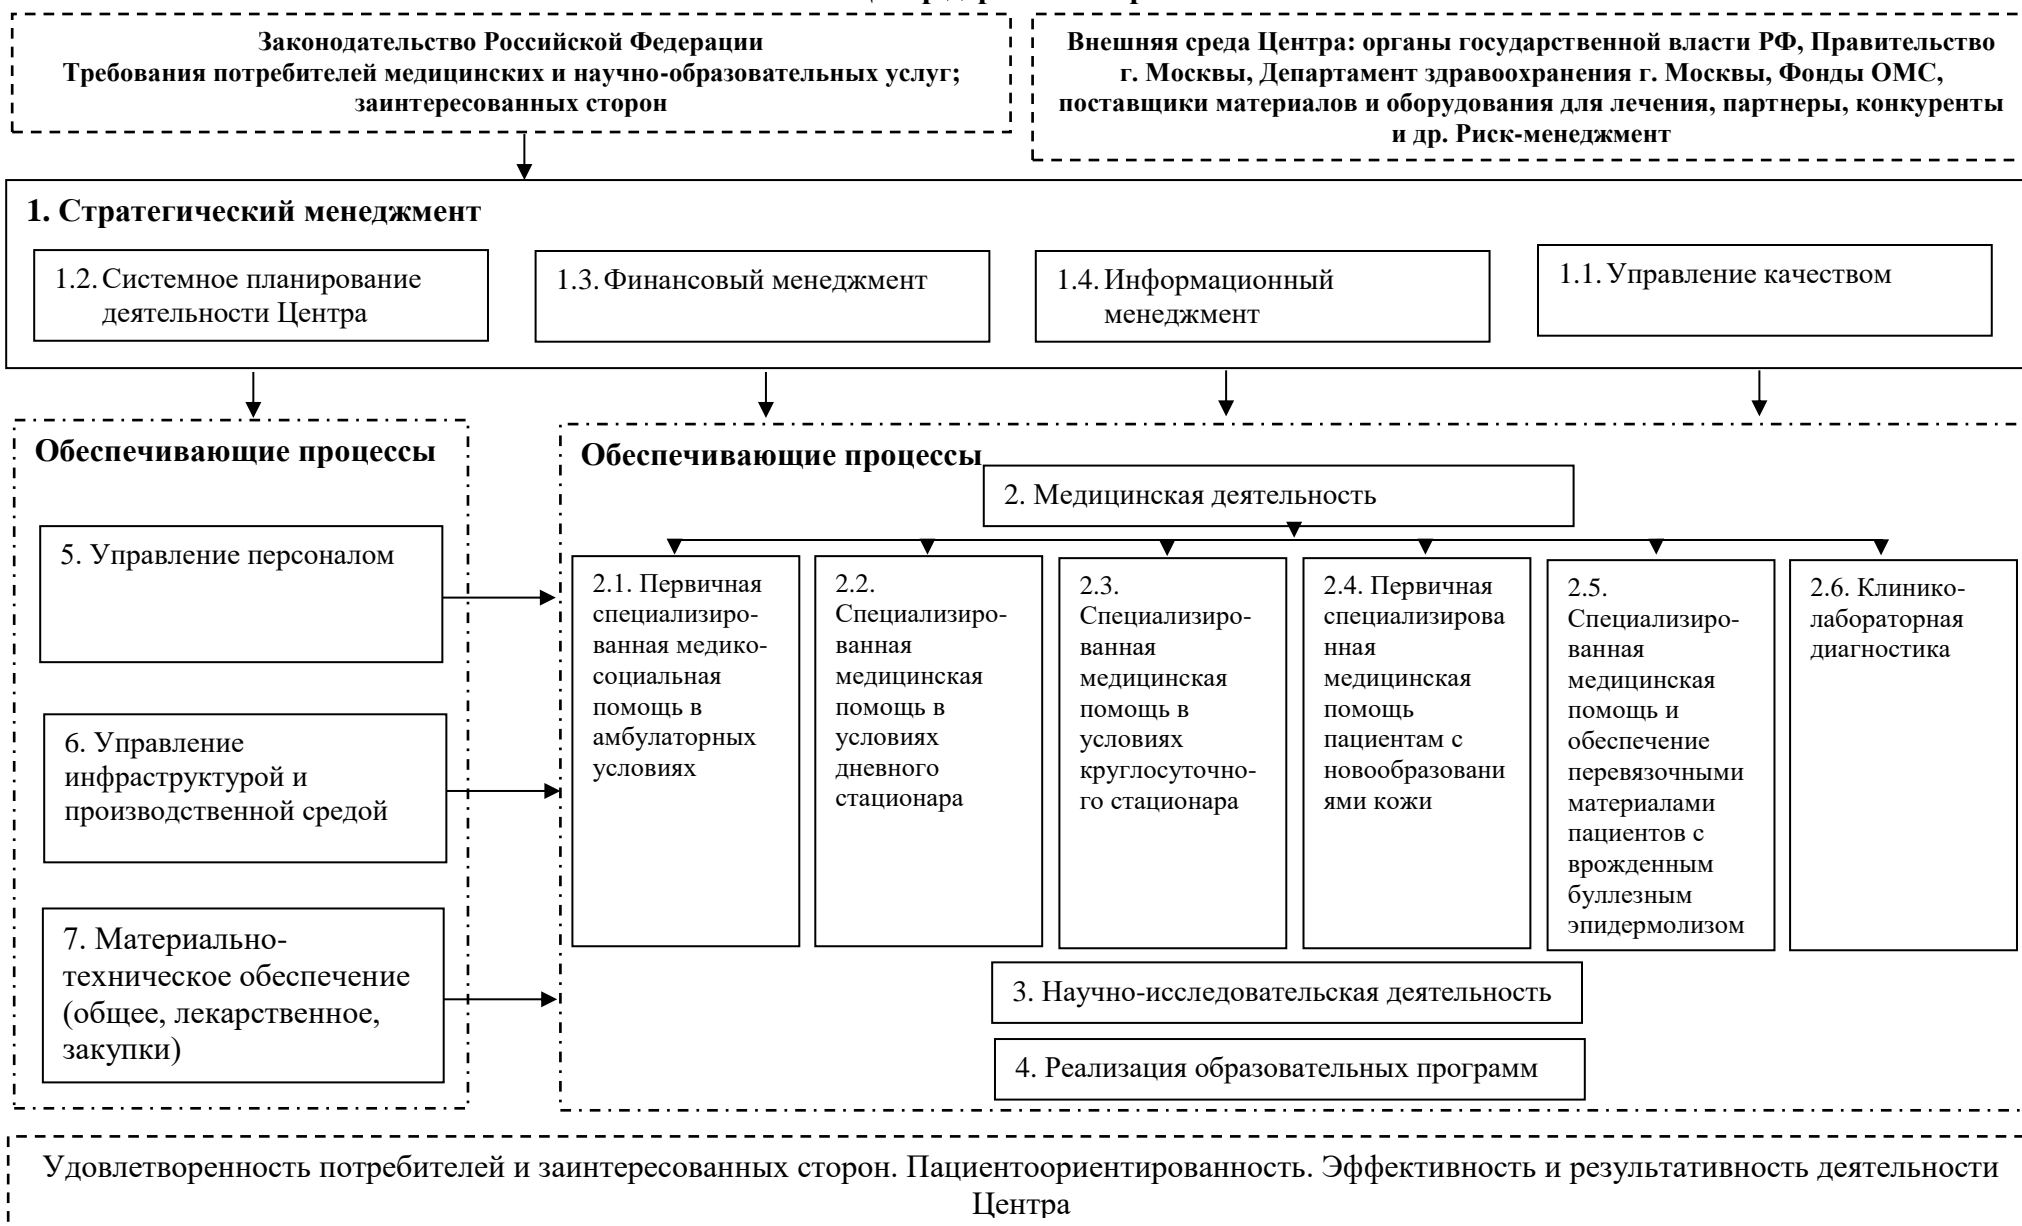 Законодательство Российской Федерации
Требования потребителей медицинских и научно-образовательных услуг;
заинтересованных сторон
Внешняя среда Центра: органы государственной власти РФ, Правительство
г. Москвы, Департамент здравоохранения г. Москвы, Фонды ОМС,
поставщики материалов и оборудования для лечения, партнеры, конкуренты
и др. Риск-менеджмент
1. Стратегический менеджмент
1.2. Системное планирование
деятельности Центра
1.3. Финансовый менеджмент
1.4. Информационный
менеджмент
1.1. Управление качеством
Обеспечивающие процессы
5. Управление персоналом
6. Управление
инфраструктурой и
производственной средой
7. Материально-
техническое обеспечение
(общее, лекарственное,
закупки)
Обеспечивающие процессы
2. Медицинская деятельность
2.1. Первичная
специализиро-
ванная медико-
социальная
помощь в
амбулаторных
условиях
2.2.
Специализиро-
ванная
медицинская
помощь в
условиях
дневного
стационара
2.3.
Специализиро-
ванная
медицинская
помощь в
условиях
круглосуточно-
го стационара
2.4. Первичная
специализирова
нная
медицинская
помощь
пациентам с
новообразовани
ями кожи
2.5.
Специализиро-
ванная
медицинская
помощь и
обеспечение
перевязочными
материалами
пациентов с
врожденным
буллезным
эпидермолизом
2.6. Клинико-
лабораторная
диагностика
3. Научно-исследовательская деятельность
4. Реализация образовательных программ
Удовлетворенность потребителей и заинтересованных сторон. Пациентоориентированность. Эффективность и результативность деятельности
Центра